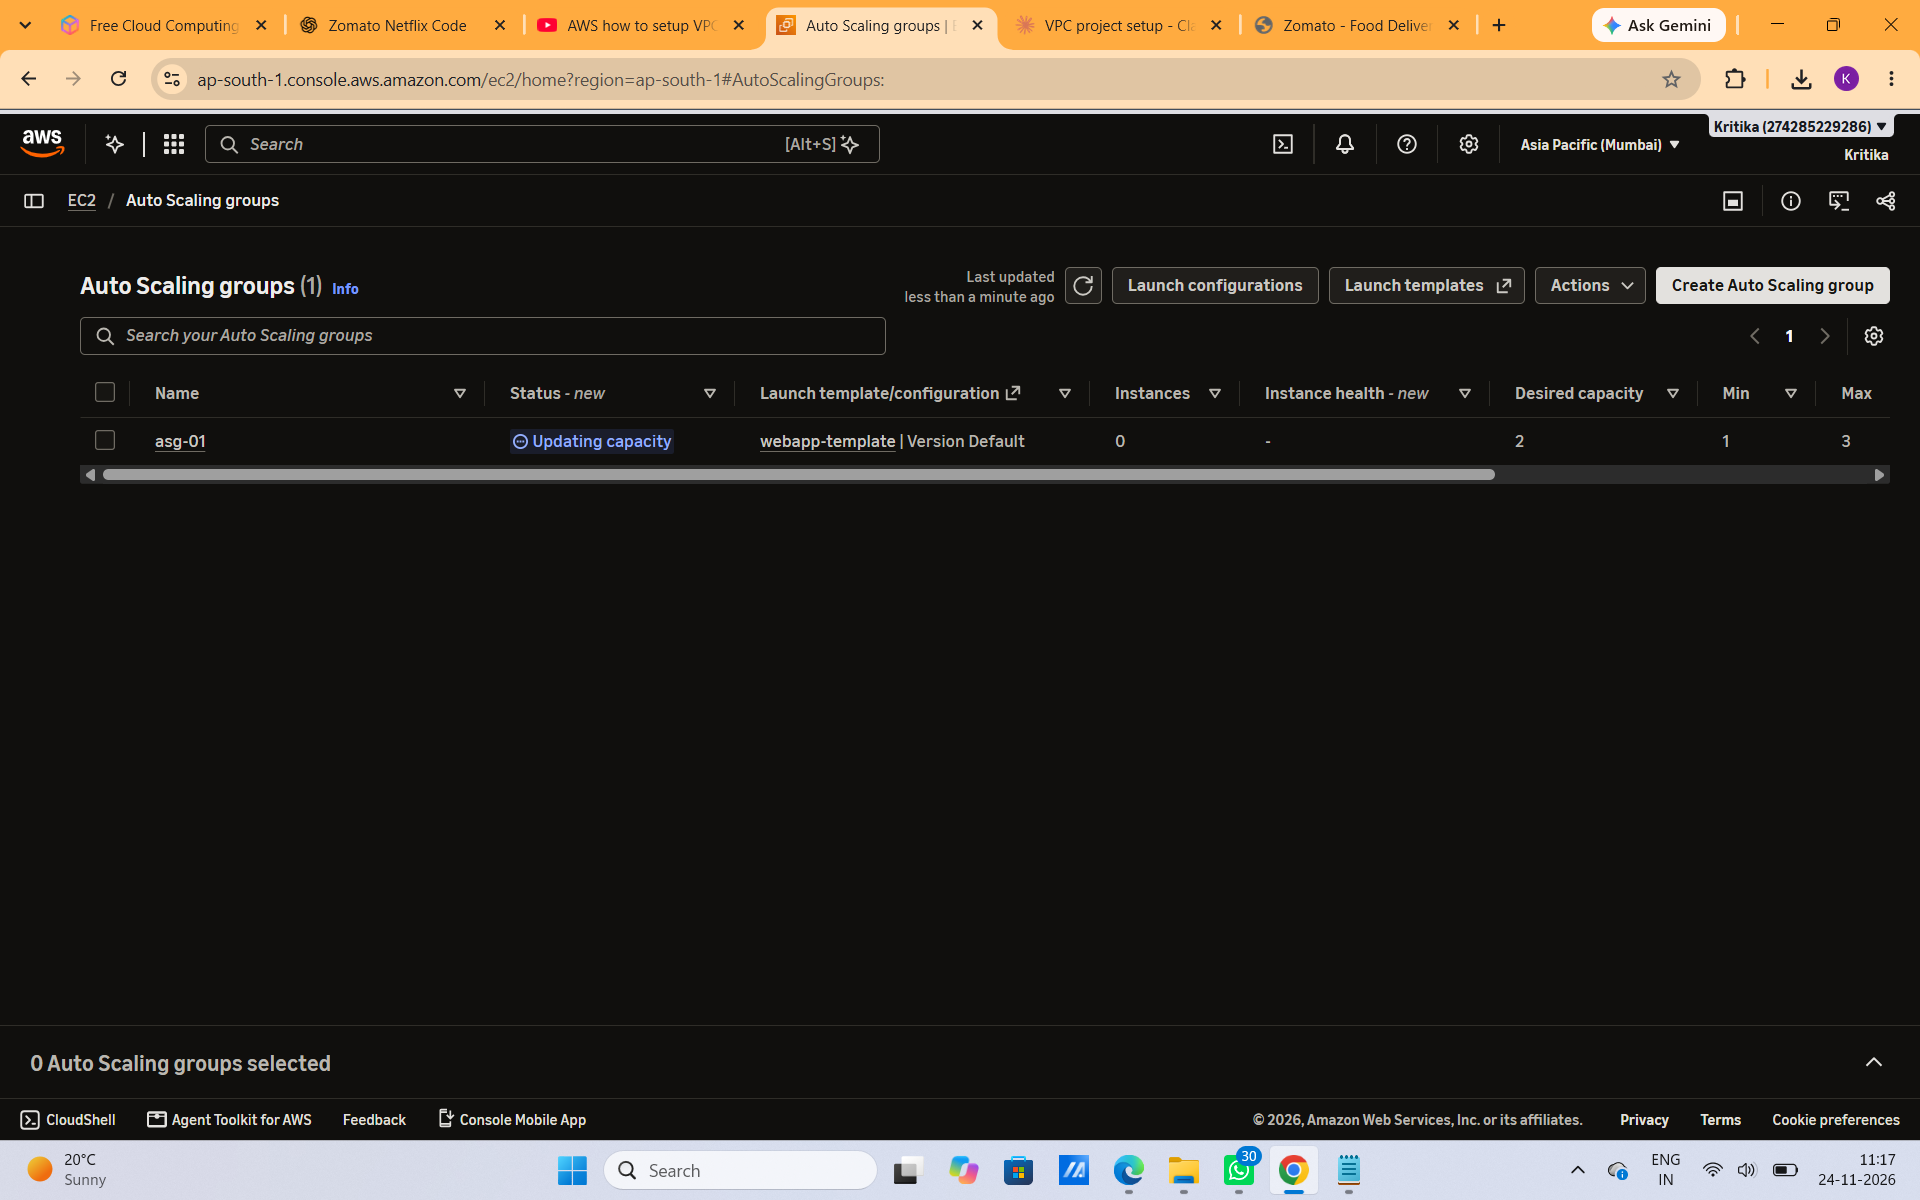 Free Cloud Computing
Zomato Netflix Code
AWS how to setup VPC
Auto Scaling groups | E
VPC project setup - Cla
Zomato - Food Deliver
Ask Gemini
ap-south-1.console.aws.amazon.com/ec2/home?region=ap-south-1#AutoScalingGroups:
K
aws
Search
[Alt+S]
Asia Pacific (Mumbai)
Kritika (274285229286)
Kritika
EC2 / Auto Scaling groups
Auto Scaling groups (1) Info
Last updated
less than a minute ago
Launch configurations
Launch templates
Actions
Create Auto Scaling group
Search your Auto Scaling groups
1
Name Status - new Launch template/configuration Instances Instance health - new Desired capacity Min Max
asg-01 Updating capacity webapp-template | Version Default 0 - 2 1 3
0 Auto Scaling groups selected
CloudShell Agent Toolkit for AWS Feedback Console Mobile App
© 2026, Amazon Web Services, Inc. or its affiliates. Privacy Terms Cookie preferences
20°C
Sunny
Search
30
ENG
IN
11:17
24-11-2026